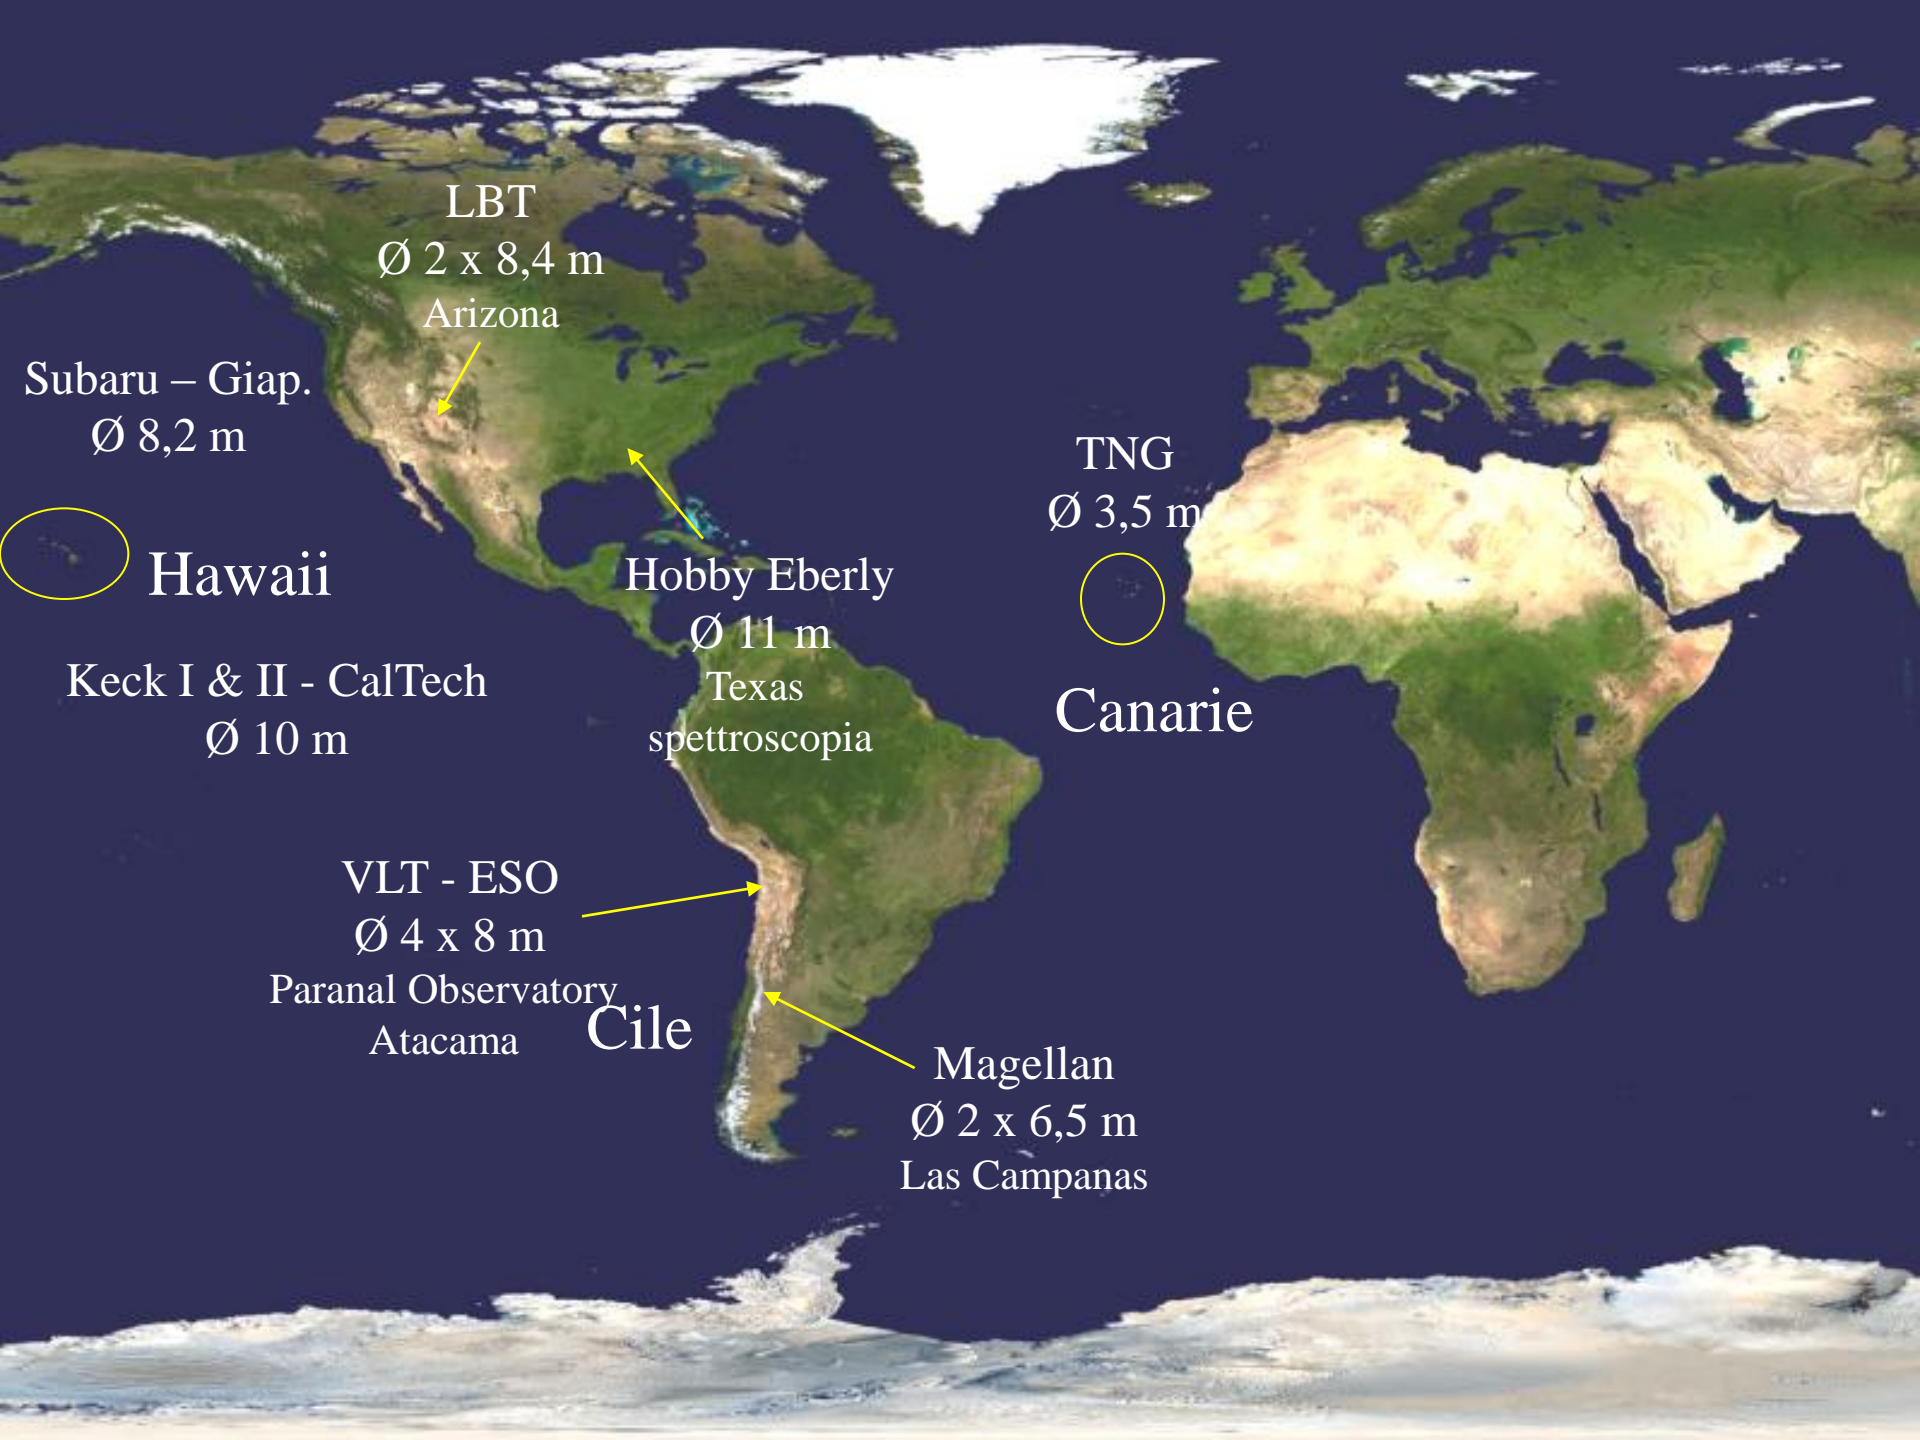 LBT
Ø 2 x 8,4 m
Arizona
Subaru – Giap.
Ø 8,2 m
Hawaii
Keck I & II - CalTech
Ø 10 m
Hobby Eberly
Ø 11 m
Texas
spettroscopia
TNG
Ø 3,5 m
Canarie
VLT - ESO
Ø 4 x 8 m
Paranal Observatory
Atacama
Cile
Magellan
Ø 2 x 6,5 m
Las Campanas